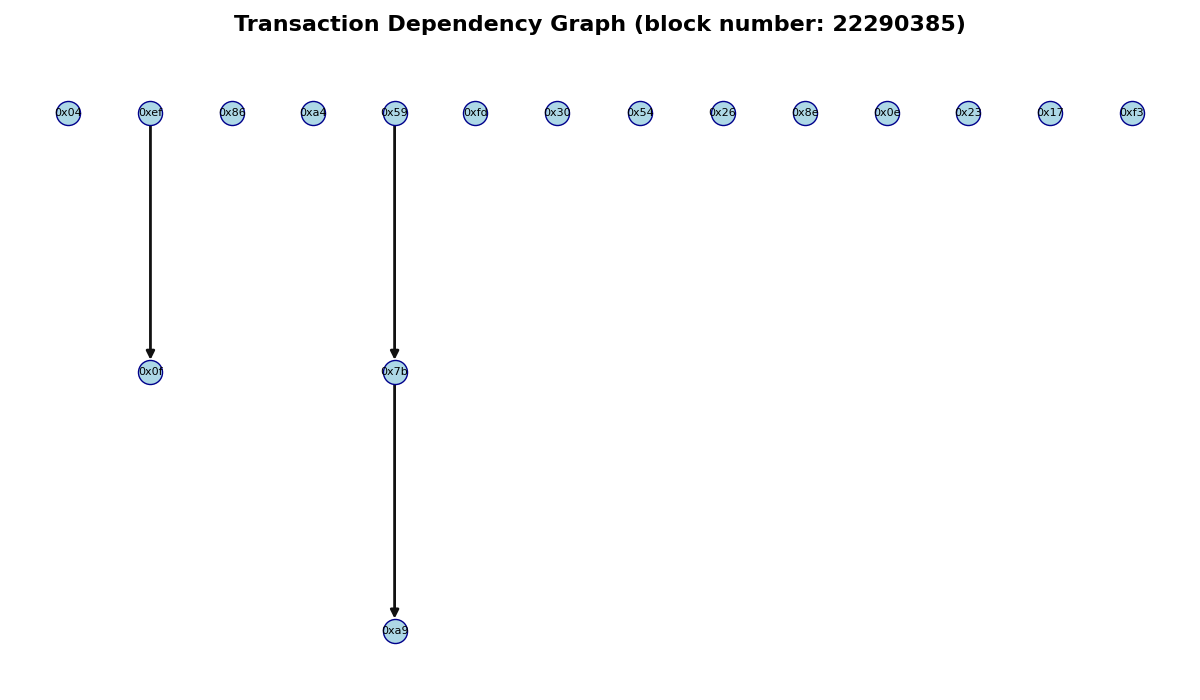 Transaction Dependency Graph (block number: 22290385)
0x04 0xef 0x86 0xa4 0x59 0xfd 0x30 0x54 0x26 0x8e 0x0e 0x23 0x17 0xf3
0x0f 0x7b
0xa9